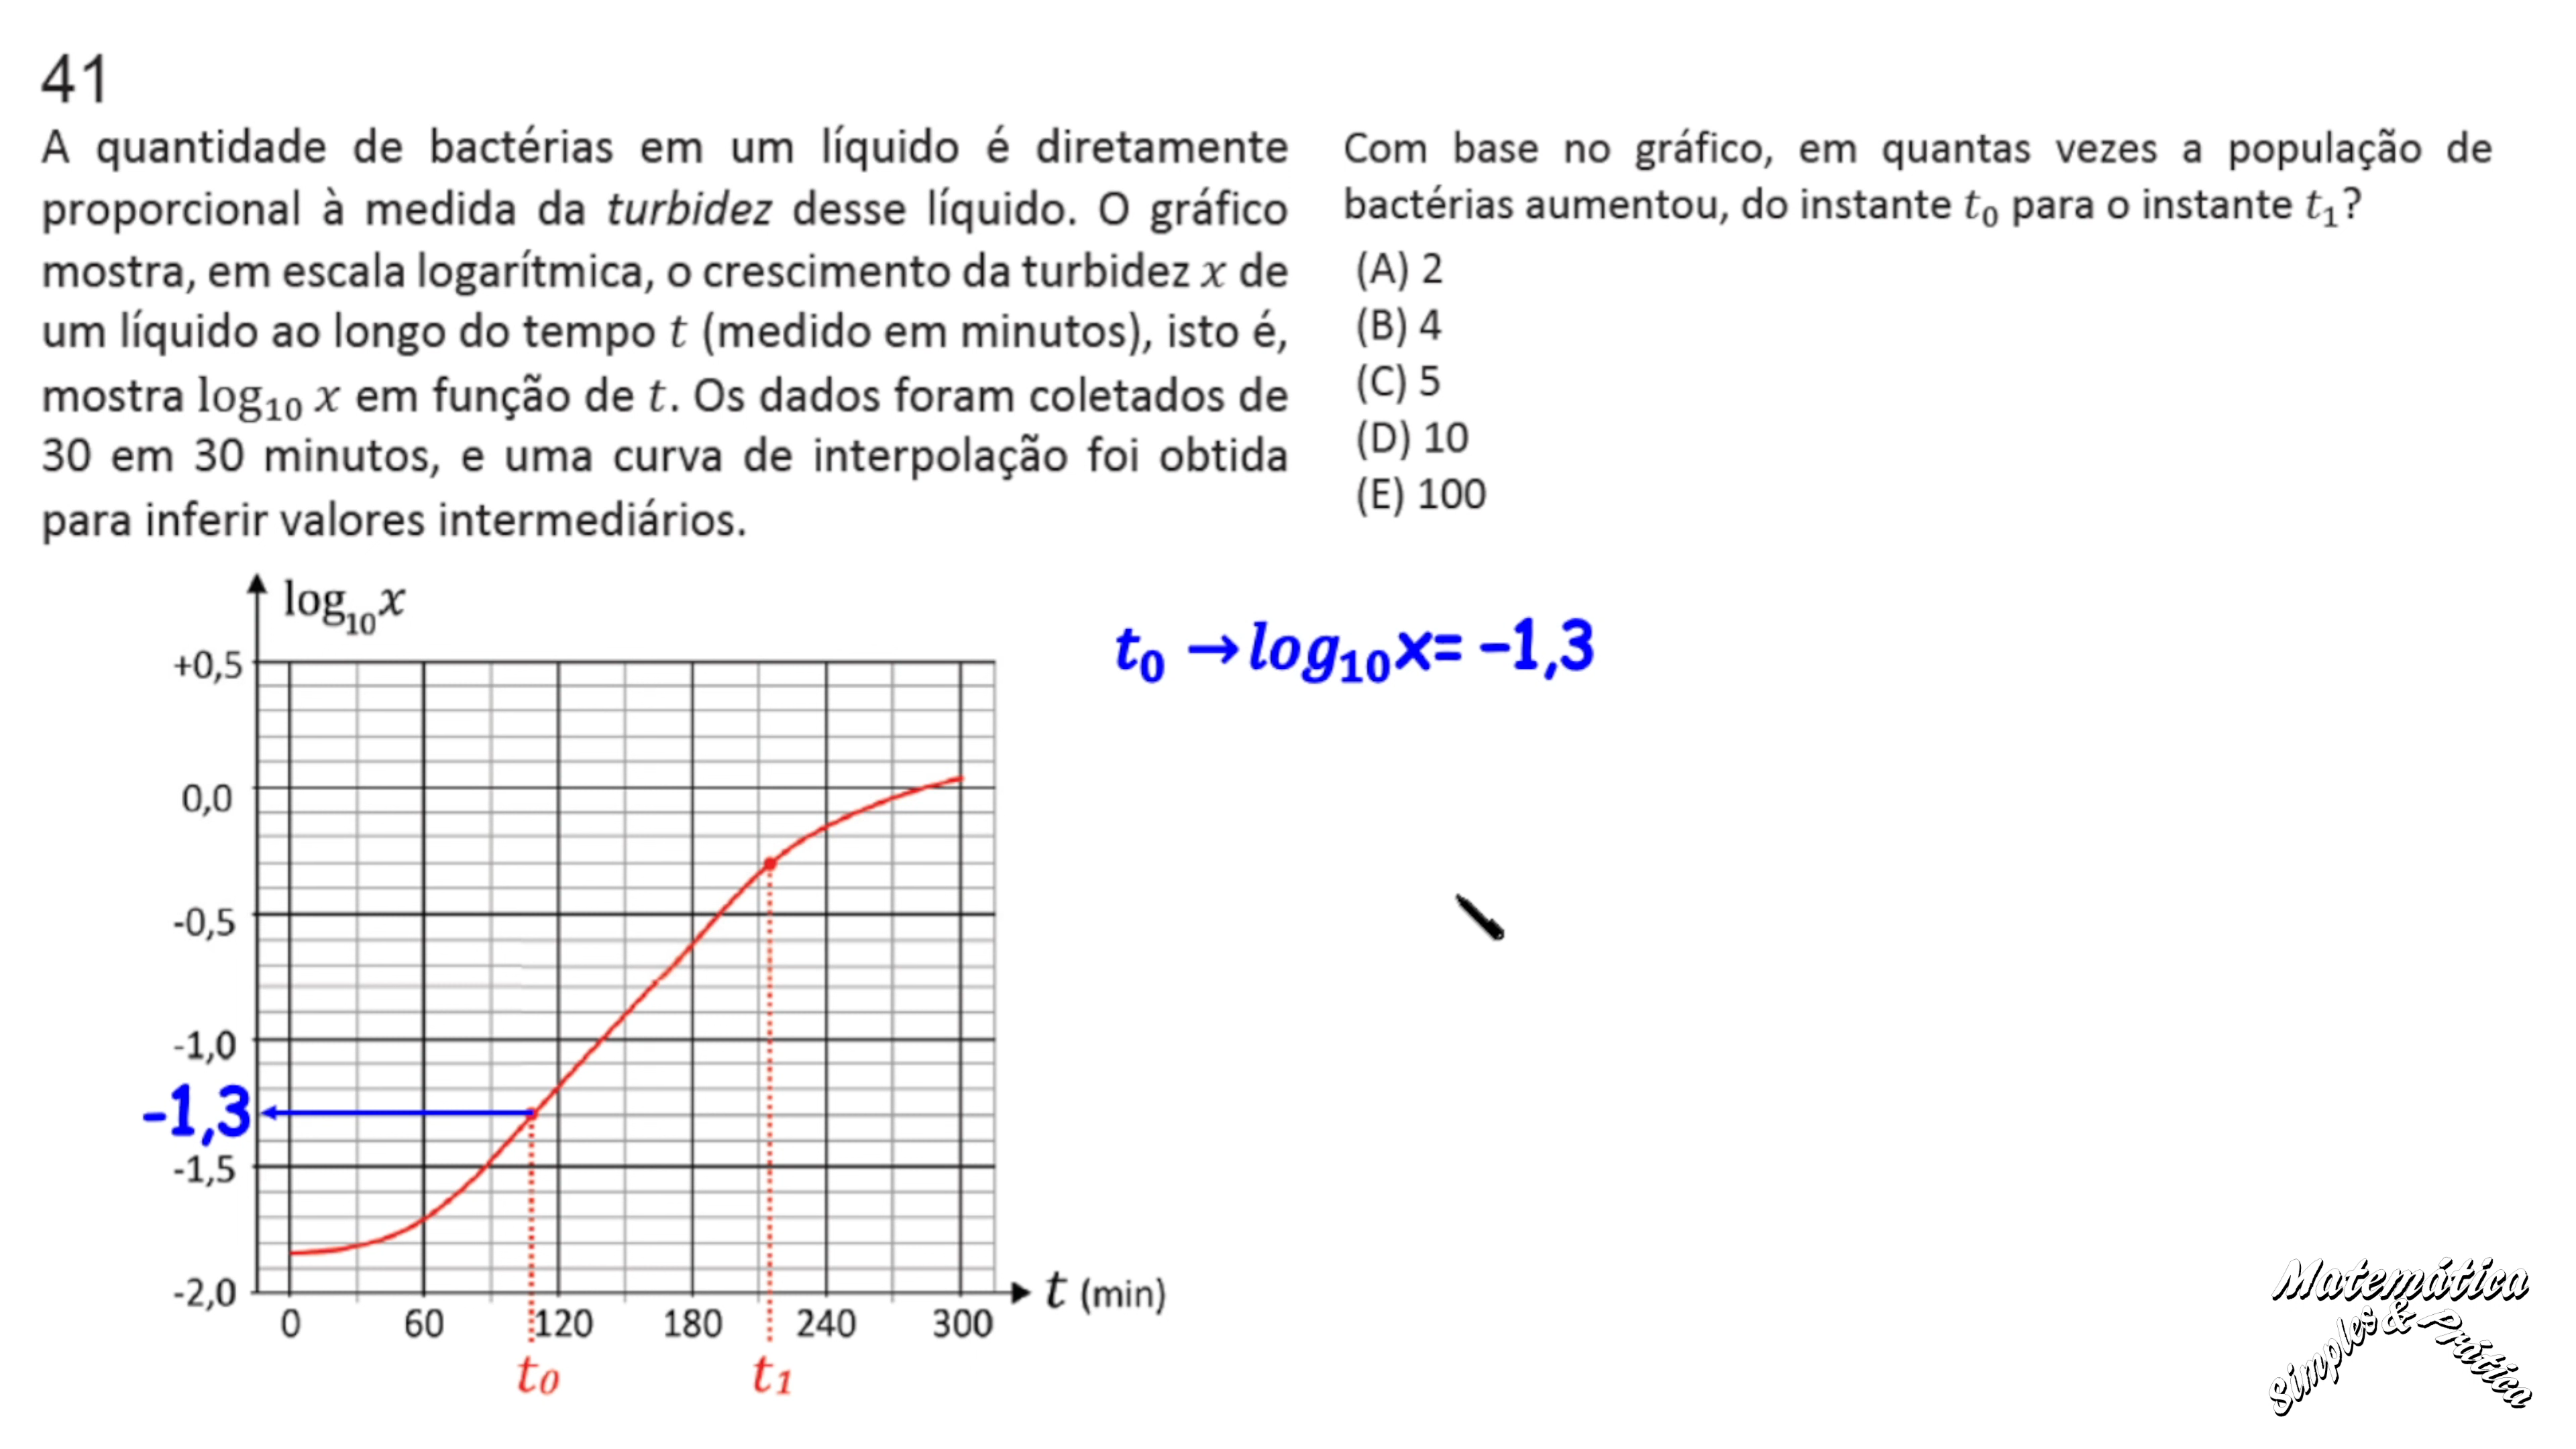 41
A quantidade de bactérias em um líquido é diretamente
proporcional à medida da turbidez desse líquido. O gráfico
mostra, em escala logarítmica, o crescimento da turbidez x de
um líquido ao longo do tempo t (medido em minutos), isto é,
mostra log₁₀ x em função de t. Os dados foram coletados de
30 em 30 minutos, e uma curva de interpolação foi obtida
para inferir valores intermediários.
Com base no gráfico, em quantas vezes a população de
bactérias aumentou, do instante t₀ para o instante t₁?
(A) 2
(B) 4
(C) 5
(D) 10
(E) 100
log₁₀x
+0,5
0,0
-0,5
-1,0
-1,3
-1,5
-2,0
0 60 120 180 240 300
t (min)
t₀ t₁
t₀ → log₁₀x= -1,3
Matemática
Simples & Prática